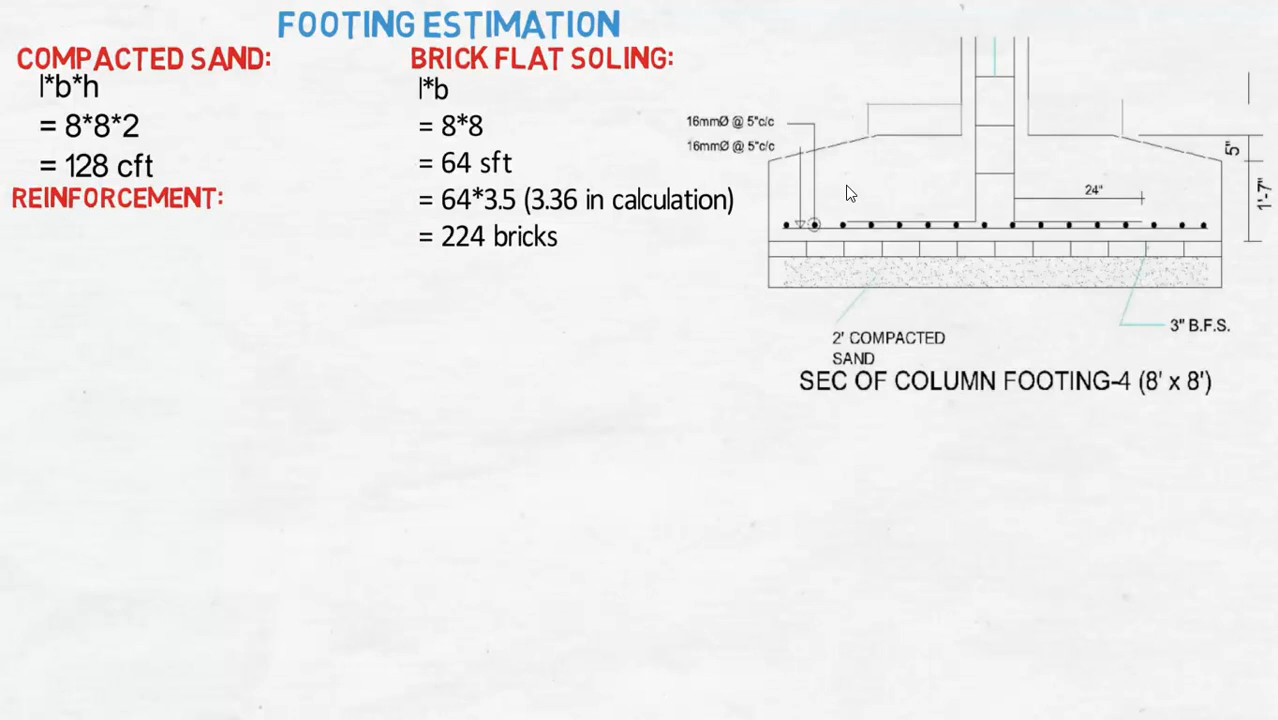 FOOTING ESTIMATION
COMPACTED SAND:
l*b*h
= 8*8*2
= 128 cft
REINFORCEMENT:
BRICK FLAT SOLING:
l*b
= 8*8
= 64 sft
= 64*3.5 (3.36 in calculation)
= 224 bricks
16mmØ @ 5"c/c
16mmØ @ 5"c/c
24"
5"
1'-7"
2' COMPACTED
SAND
3" B.F.S.
SEC OF COLUMN FOOTING-4 (8' x 8')